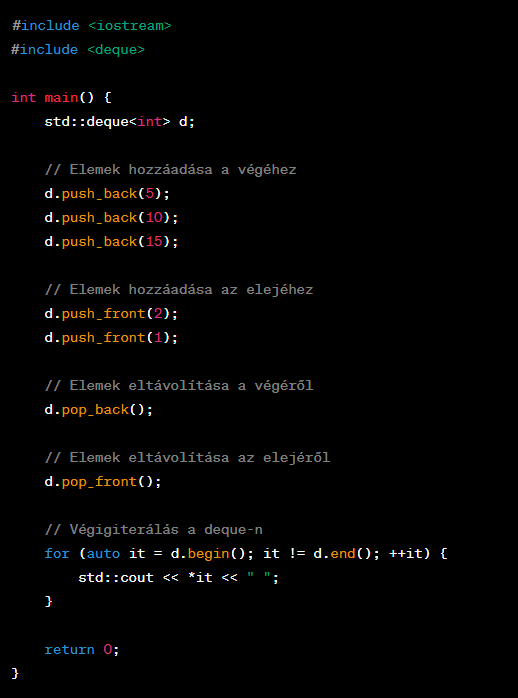 #include <iostream>
#include <deque>
int main() {
    std::deque<int> d;
    // Elemek hozzáadása a végéhez
    d.push_back(5);
    d.push_back(10);
    d.push_back(15);
    // Elemek hozzáadása az elejéhez
    d.push_front(2);
    d.push_front(1);
    // Elemek eltávolítása a végéről
    d.pop_back();
    // Elemek eltávolítása az elejéről
    d.pop_front();
    // Végigiterálás a deque-n
    for (auto it = d.begin(); it != d.end(); ++it) {
        std::cout << *it << " ";
    }
    return 0;
}